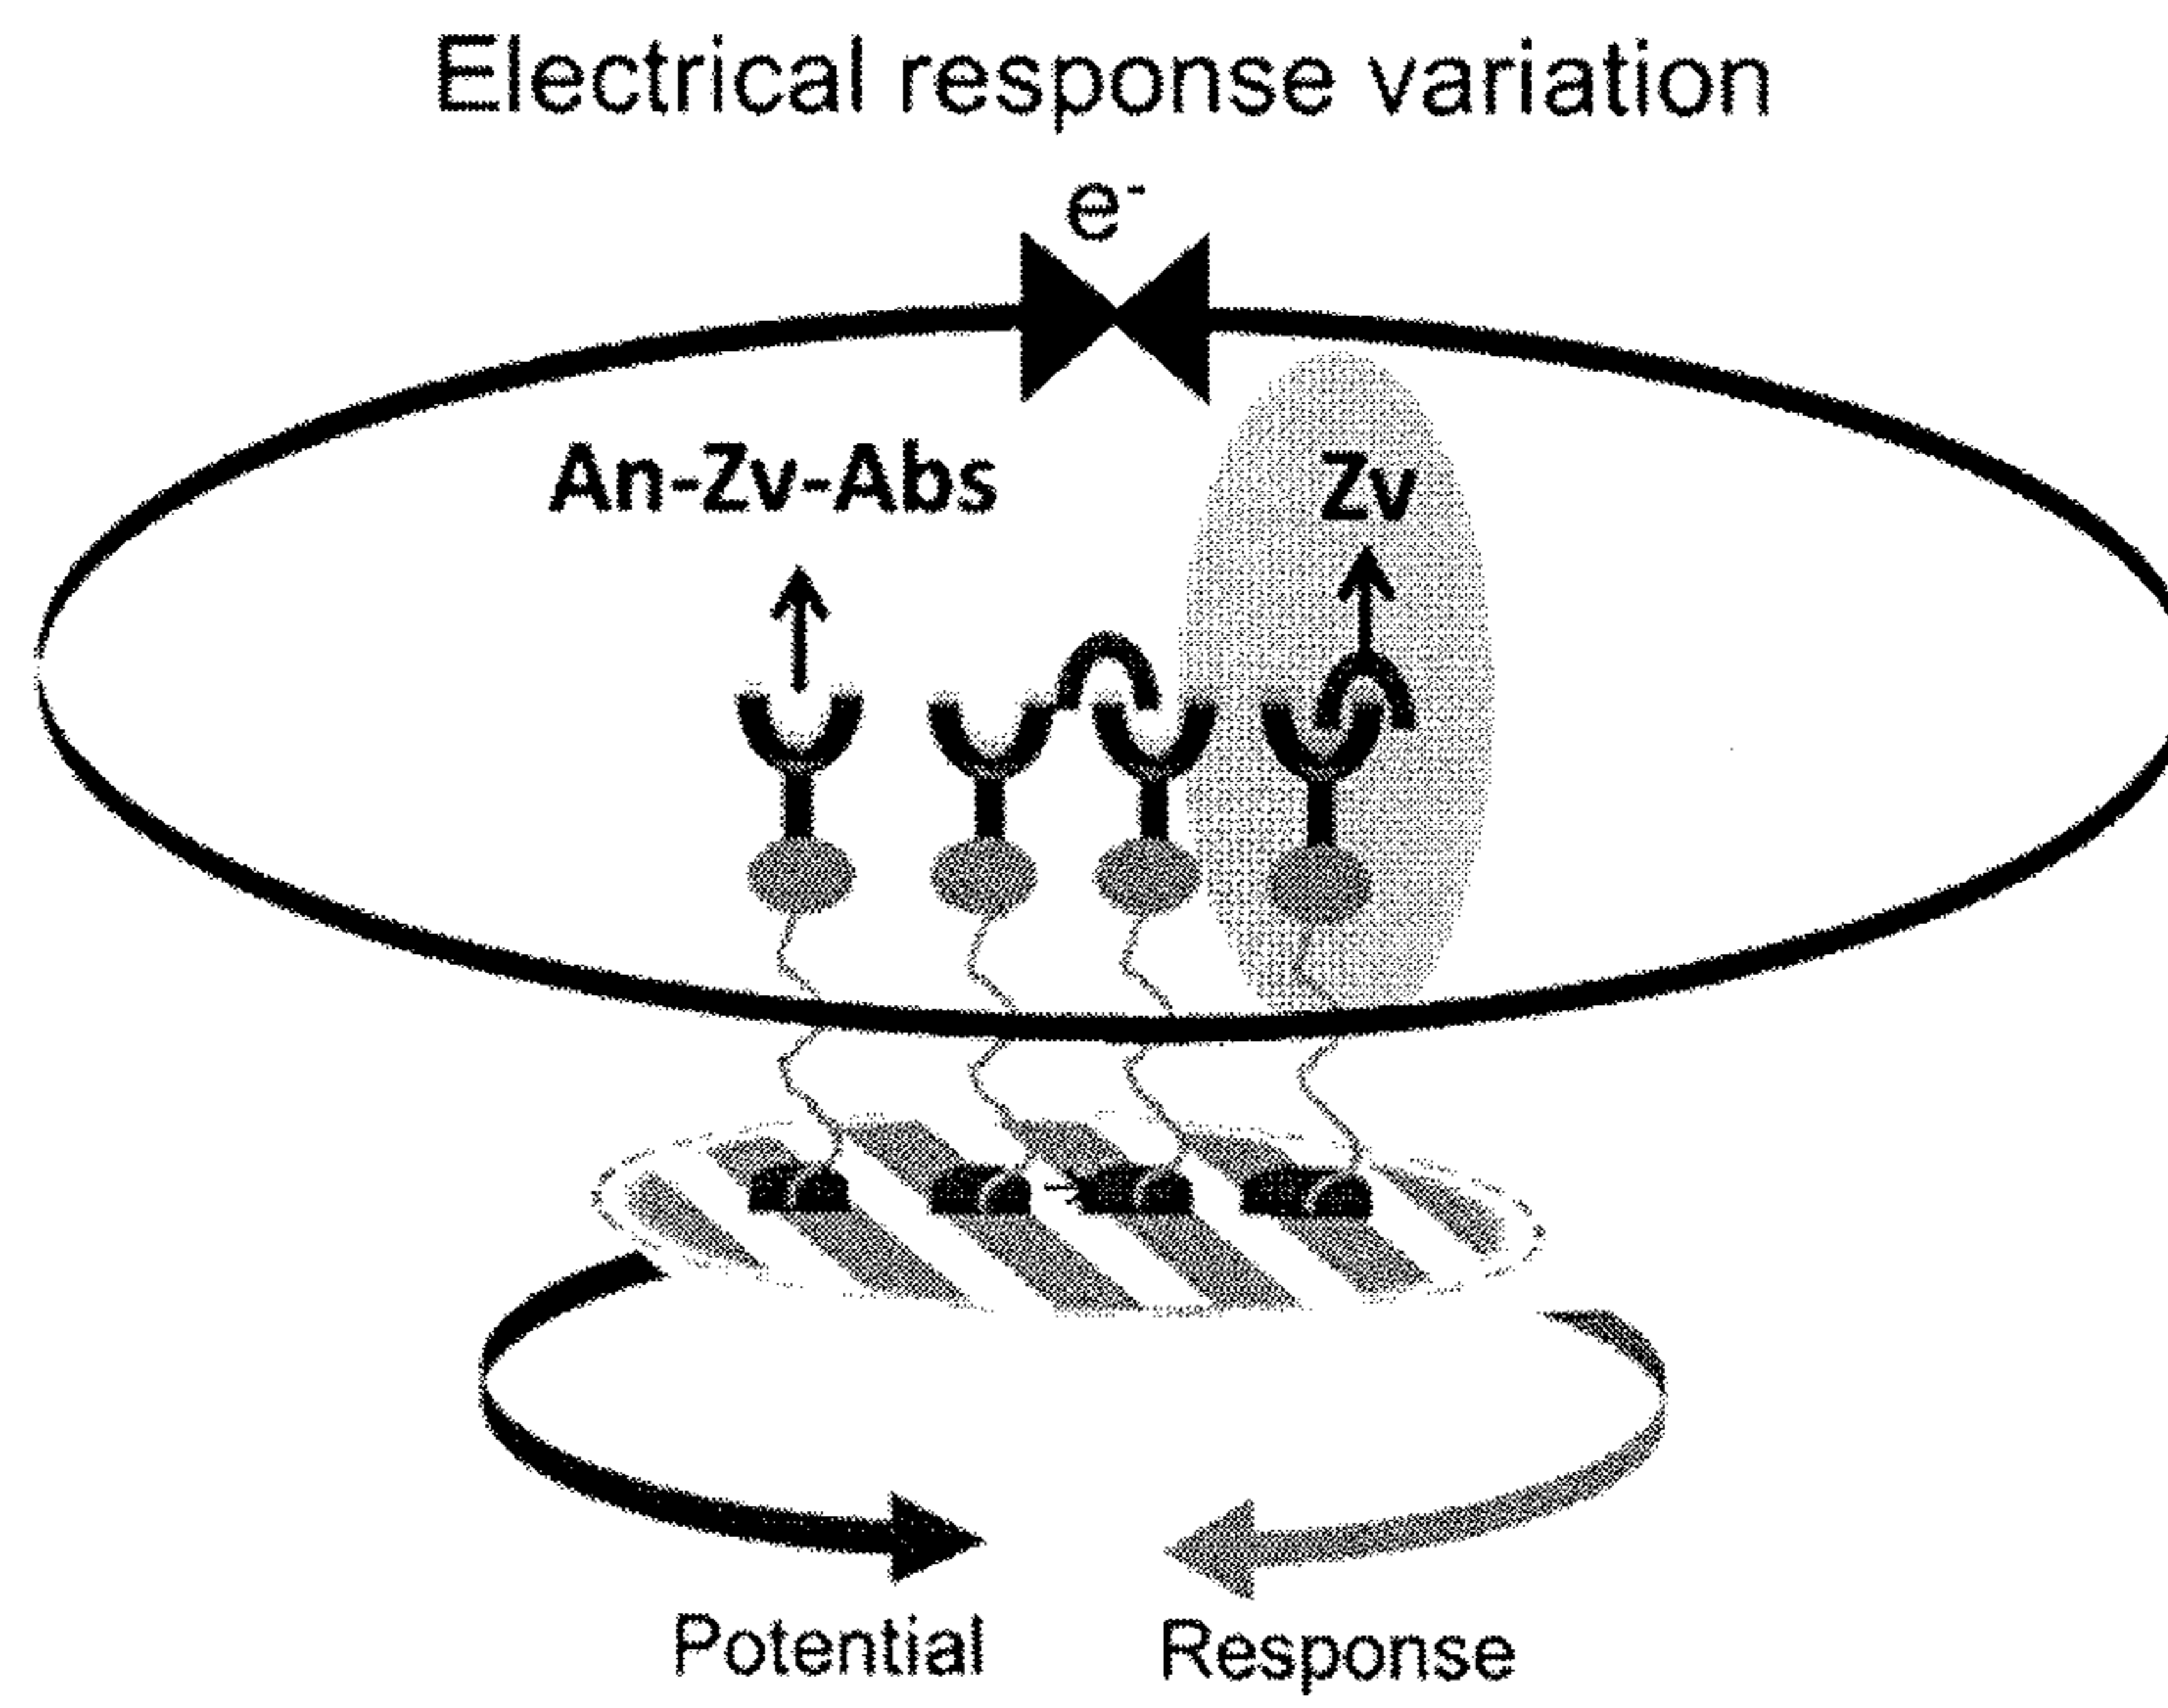 Electrical response variation
e⁻
An-Zv-Abs
Zv
Potential
Response